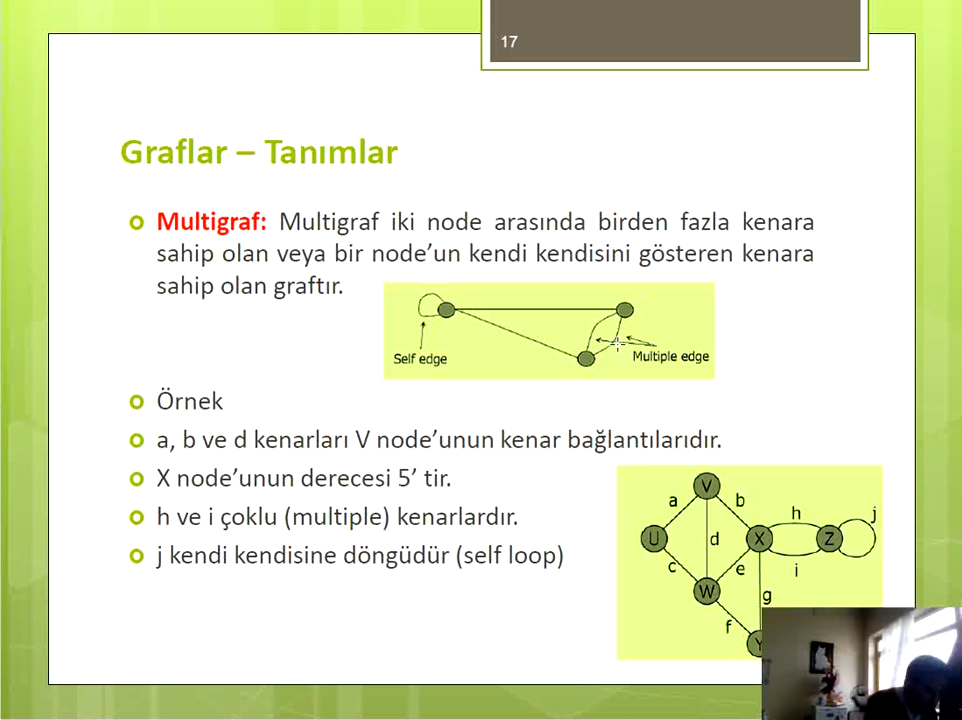 17
Graflar – Tanımlar
Multigraf: Multigraf iki node arasında birden fazla kenara
sahip olan veya bir node’un kendi kendisini gösteren kenara
sahip olan graftır.
Self edge
Multiple edge
Örnek
a, b ve d kenarları V node’unun kenar bağlantılarıdır.
X node’unun derecesi 5’ tir.
h ve i çoklu (multiple) kenarlardır.
j kendi kendisine döngüdür (self loop)
V
a b
h j
U d X Z
c e i
W g
f
Y